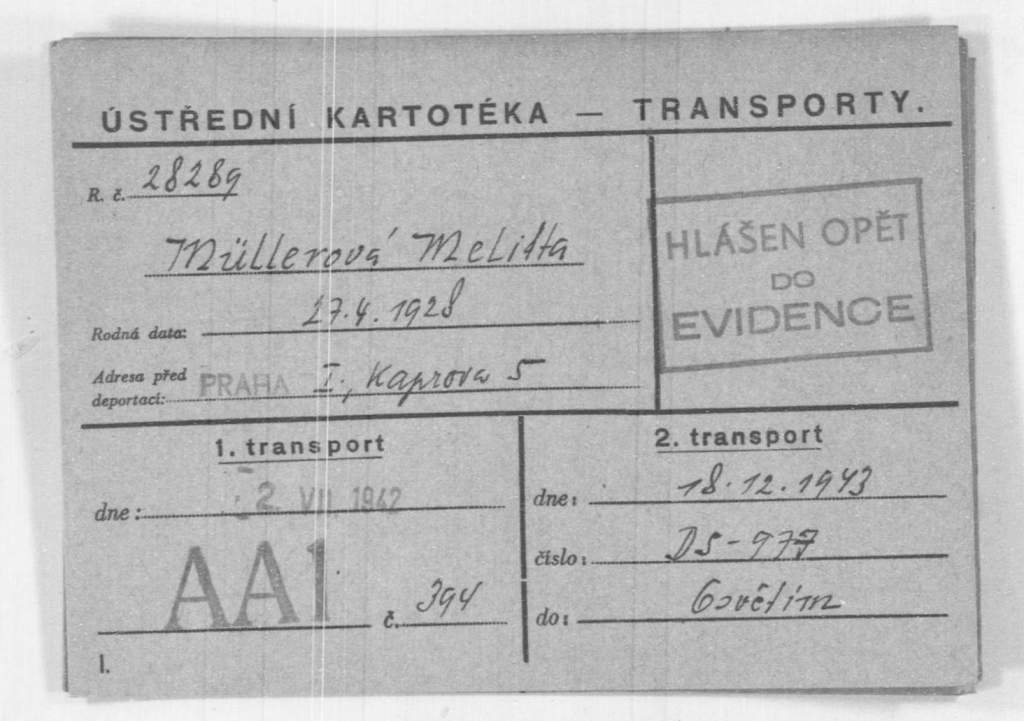 ÚSTŘEDNÍ KARTOTÉKA — TRANSPORTY.
R. č. 28289
Müllerová Melitta
Rodná data: 27.4.1928
Adresa před deportací: PRAHA I., Kaprova 5
HLÁŠEN OPĚT
DO
EVIDENCE
1. transport
dne: 2. VII. 1942
AA1
č. 394
2. transport
dne: 18.12.1943
číslo: DS-977
do: Osvětim
I.